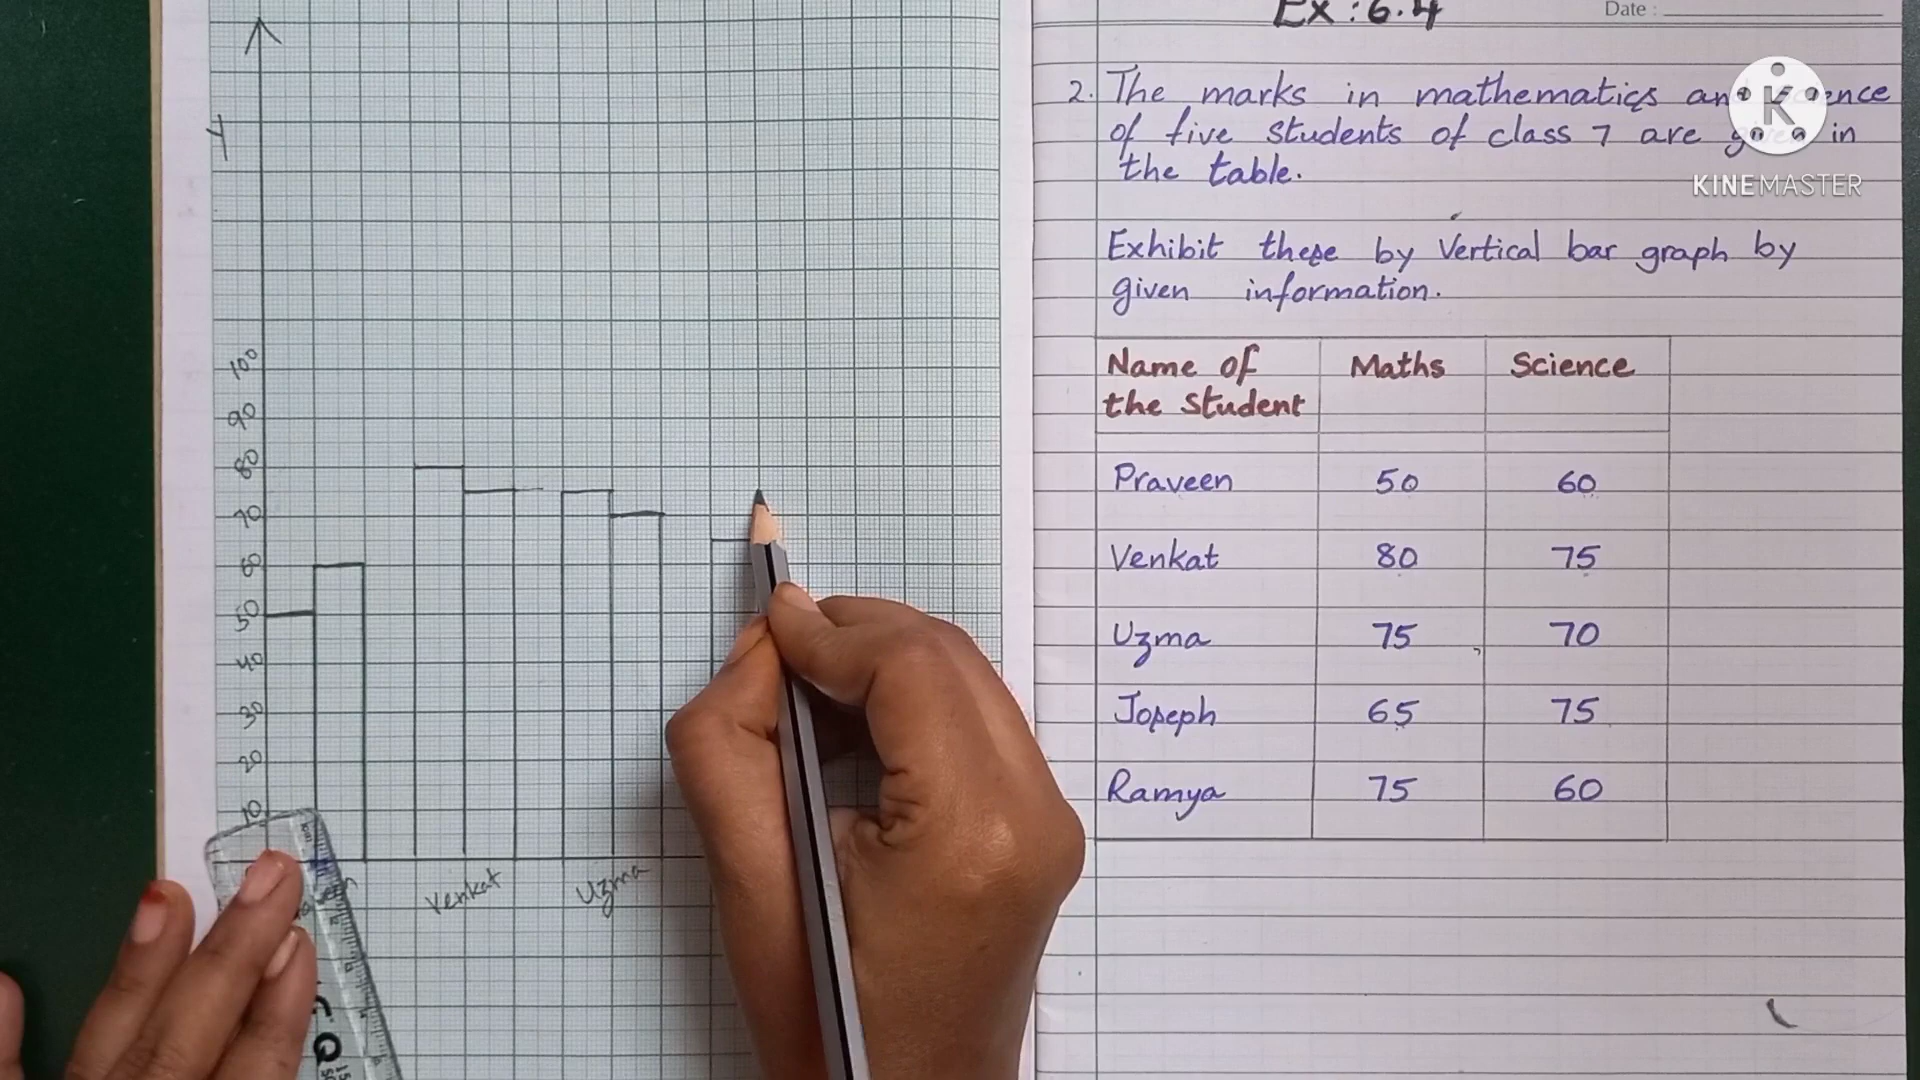 Y
100
90
80
70
60
50
40
30
20
10
Venkat
Uzma
Ex : 6.4
Date :
2. The marks in mathematics
of five students of class 7 are given in
the table.
Exhibit these by Vertical bar graph by
given information.
Name of the student Maths Science
Praveen 50 60
Venkat 80 75
Uzma 75 70
Joseph 65 75
Ramya 75 60
K
KINEMASTER